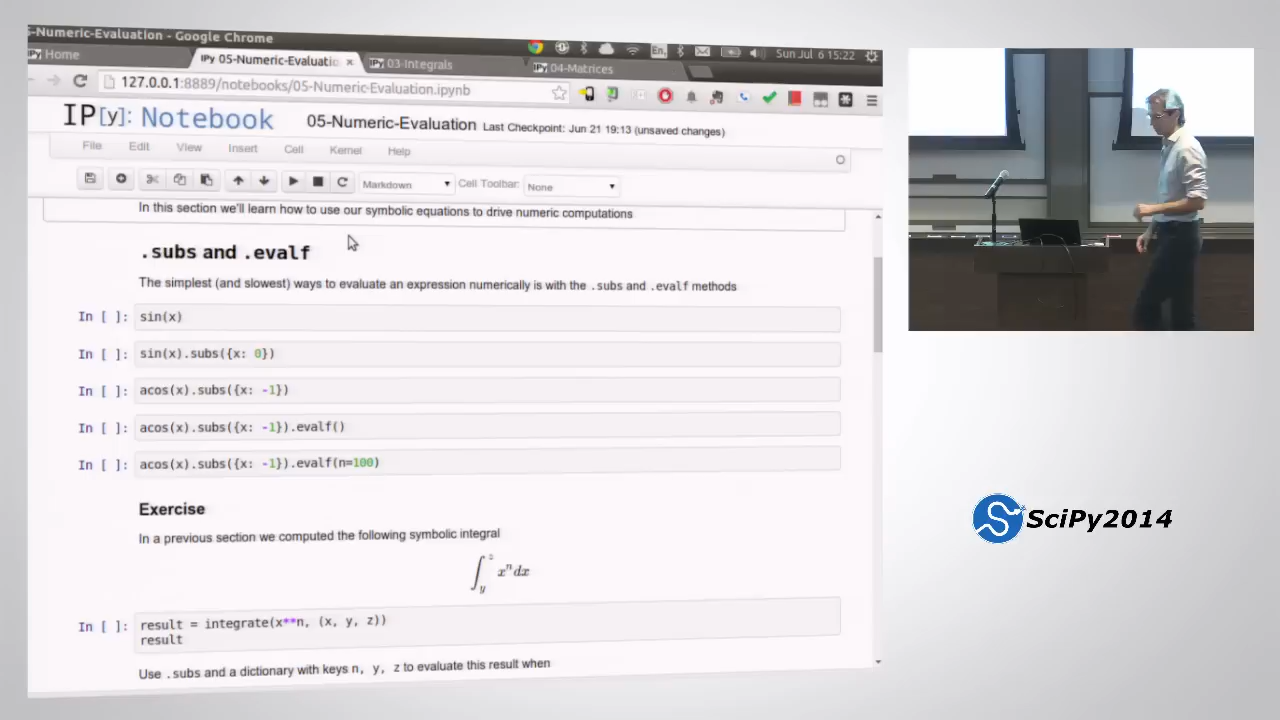 5-Numeric-Evaluation - Google Chrome
En
Sun Jul 6 15:22
IPy Home
IPy 05-Numeric-Evaluatio ×
IPy 03-Integrals
IPy 04-Matrices
127.0.0.1:8889/notebooks/05-Numeric-Evaluation.ipynb
IP[y]: Notebook
05-Numeric-Evaluation Last Checkpoint: Jun 21 19:13 (unsaved changes)
File Edit View Insert Cell Kernel Help
Markdown Cell Toolbar: None
In this section we'll learn how to use our symbolic equations to drive numeric computations
.subs and .evalf
The simplest (and slowest) ways to evaluate an expression numerically is with the .subs and .evalf methods
In [ ]: sin(x)
In [ ]: sin(x).subs({x: 0})
In [ ]: acos(x).subs({x: -1})
In [ ]: acos(x).subs({x: -1}).evalf()
In [ ]: acos(x).subs({x: -1}).evalf(n=100)
Exercise
In a previous section we computed the following symbolic integral
∫_y^z x^n dx
In [ ]: result = integrate(x**n, (x, y, z))
result
Use .subs and a dictionary with keys n, y, z to evaluate this result when
SciPy2014